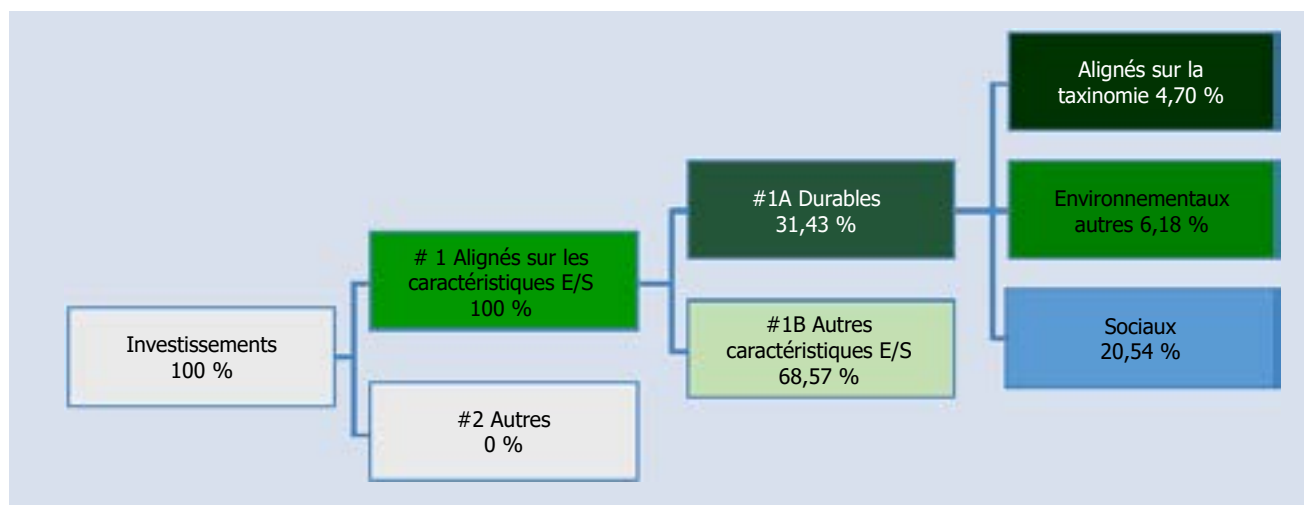 Investissements
100 %
# 1 Alignés sur les
caractéristiques E/S
100 %
#2 Autres
0 %
#1A Durables
31,43 %
#1B Autres
caractéristiques E/S
68,57 %
Alignés sur la
taxinomie 4,70 %
Environnementaux
autres 6,18 %
Sociaux
20,54 %